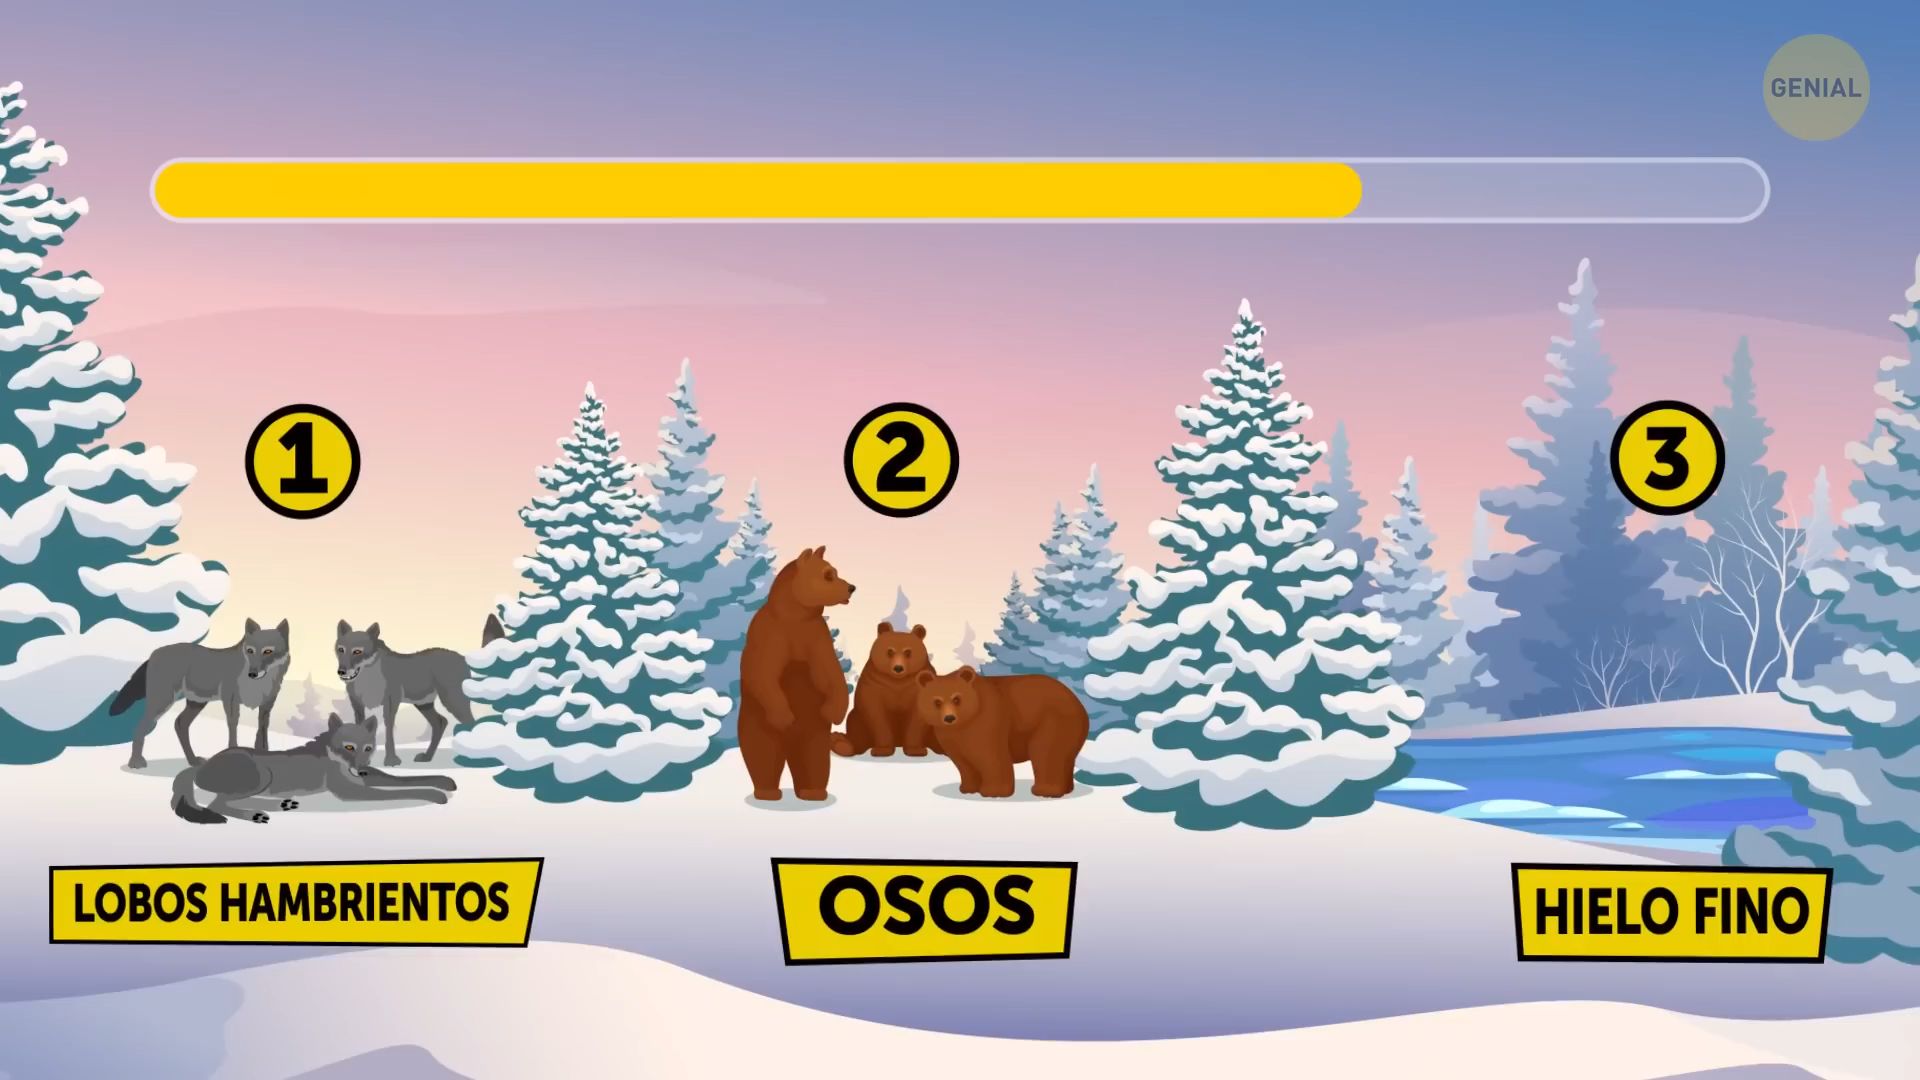 GENIAL
1
2
3
LOBOS HAMBRIENTOS
OSOS
HIELO FINO